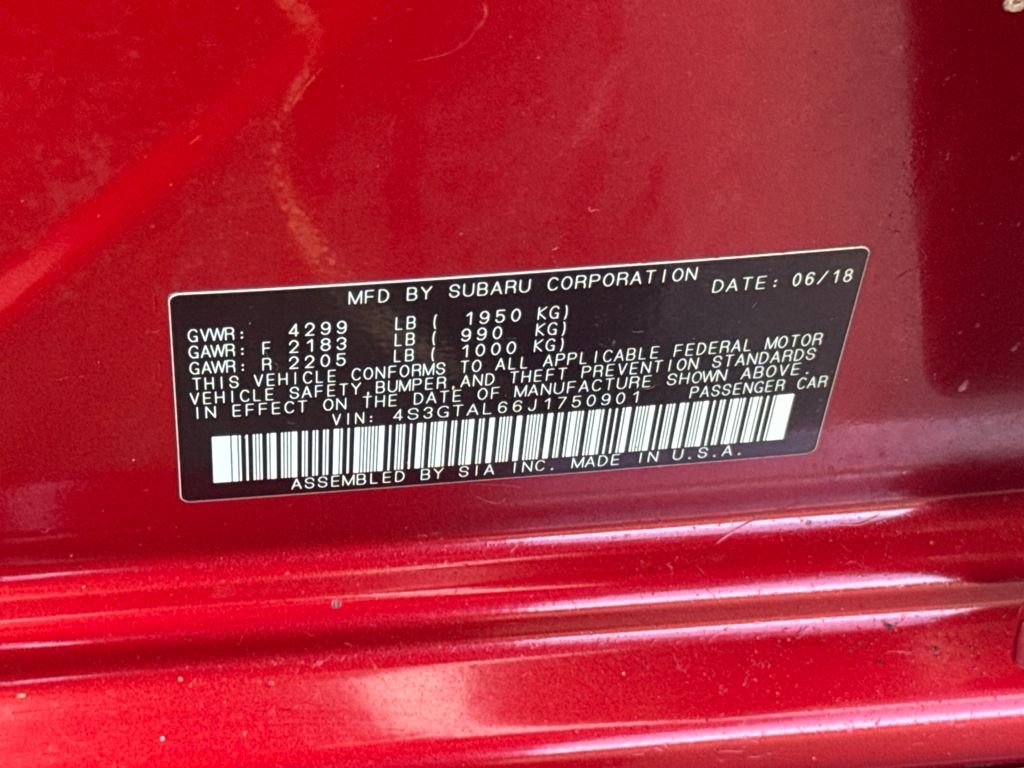 MFD BY SUBARU CORPORATION DATE: 06/18
GVWR: 4299 LB ( 1950 KG)
GAWR: F 2183 LB ( 990 KG)
GAWR: R 2205 LB ( 1000 KG)
THIS VEHICLE CONFORMS TO ALL APPLICABLE FEDERAL MOTOR
VEHICLE SAFETY,BUMPER,AND THEFT PREVENTION STANDARDS
IN EFFECT ON THE DATE OF MANUFACTURE SHOWN ABOVE.
VIN: 4S3GTAL66J1750901 PASSENGER CAR
ASSEMBLED BY SIA INC. MADE IN U.S.A.